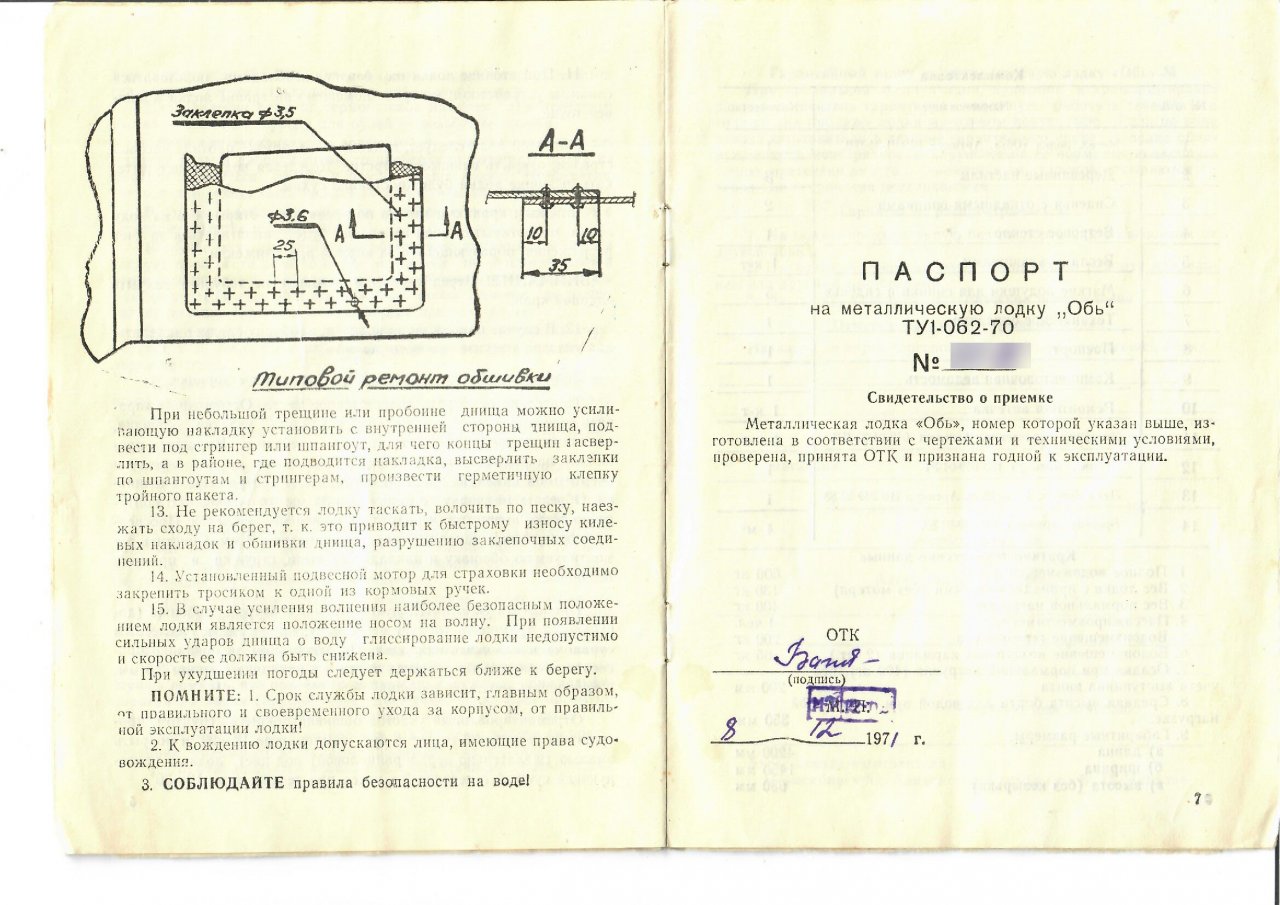 Заклепка ф3,5
А-А
ф3,6
А
А
25
10
10
35
Типовой ремонт обшивки
При небольшой трещине или пробоине днища можно усили-
вающую накладку установить с внутренней стороны днища, под-
вести под стрингер или шпангоут, для чего концы трещин засвер-
лить, а в районе, где подводится накладка, высверлить заклепки
по шпангоутам и стрингерам, произвести герметичную клепку
тройного пакета.
13. Не рекомендуется лодку таскать, волочить по песку, наез-
жать сходу на берег, т. к. это приводит к быстрому износу киле-
вых накладок и обшивки днища, разрушению заклепочных соеди-
нений.
14. Установленный подвесной мотор для страховки необходимо
закрепить тросиком к одной из кормовых ручек.
15. В случае усиления волнения наиболее безопасным положе-
нием лодки является положение носом на волну. При появлении
сильных ударов днища о воду глиссирование лодки недопустимо
и скорость ее должна быть снижена.
При ухудшении погоды следует держаться ближе к берегу.
ПОМНИТЕ: 1. Срок службы лодки зависит, главным образом,
от правильного и своевременного ухода за корпусом, от правиль-
ной эксплуатации лодки!
2. К вождению лодки допускаются лица, имеющие права судо-
вождения.
3. СОБЛЮДАЙТЕ правила безопасности на воде!
ПАСПОРТ
на металлическую лодку „Обь“
ТУ1-062-70
№
Свидетельство о приемке
Металлическая лодка «Обь», номер которой указан выше, из-
готовлена в соответствии с чертежами и техническими условиями,
проверена, принята ОТК и признана годной к эксплуатации.
ОТК
(подпись)
8 12 1971 г.
7